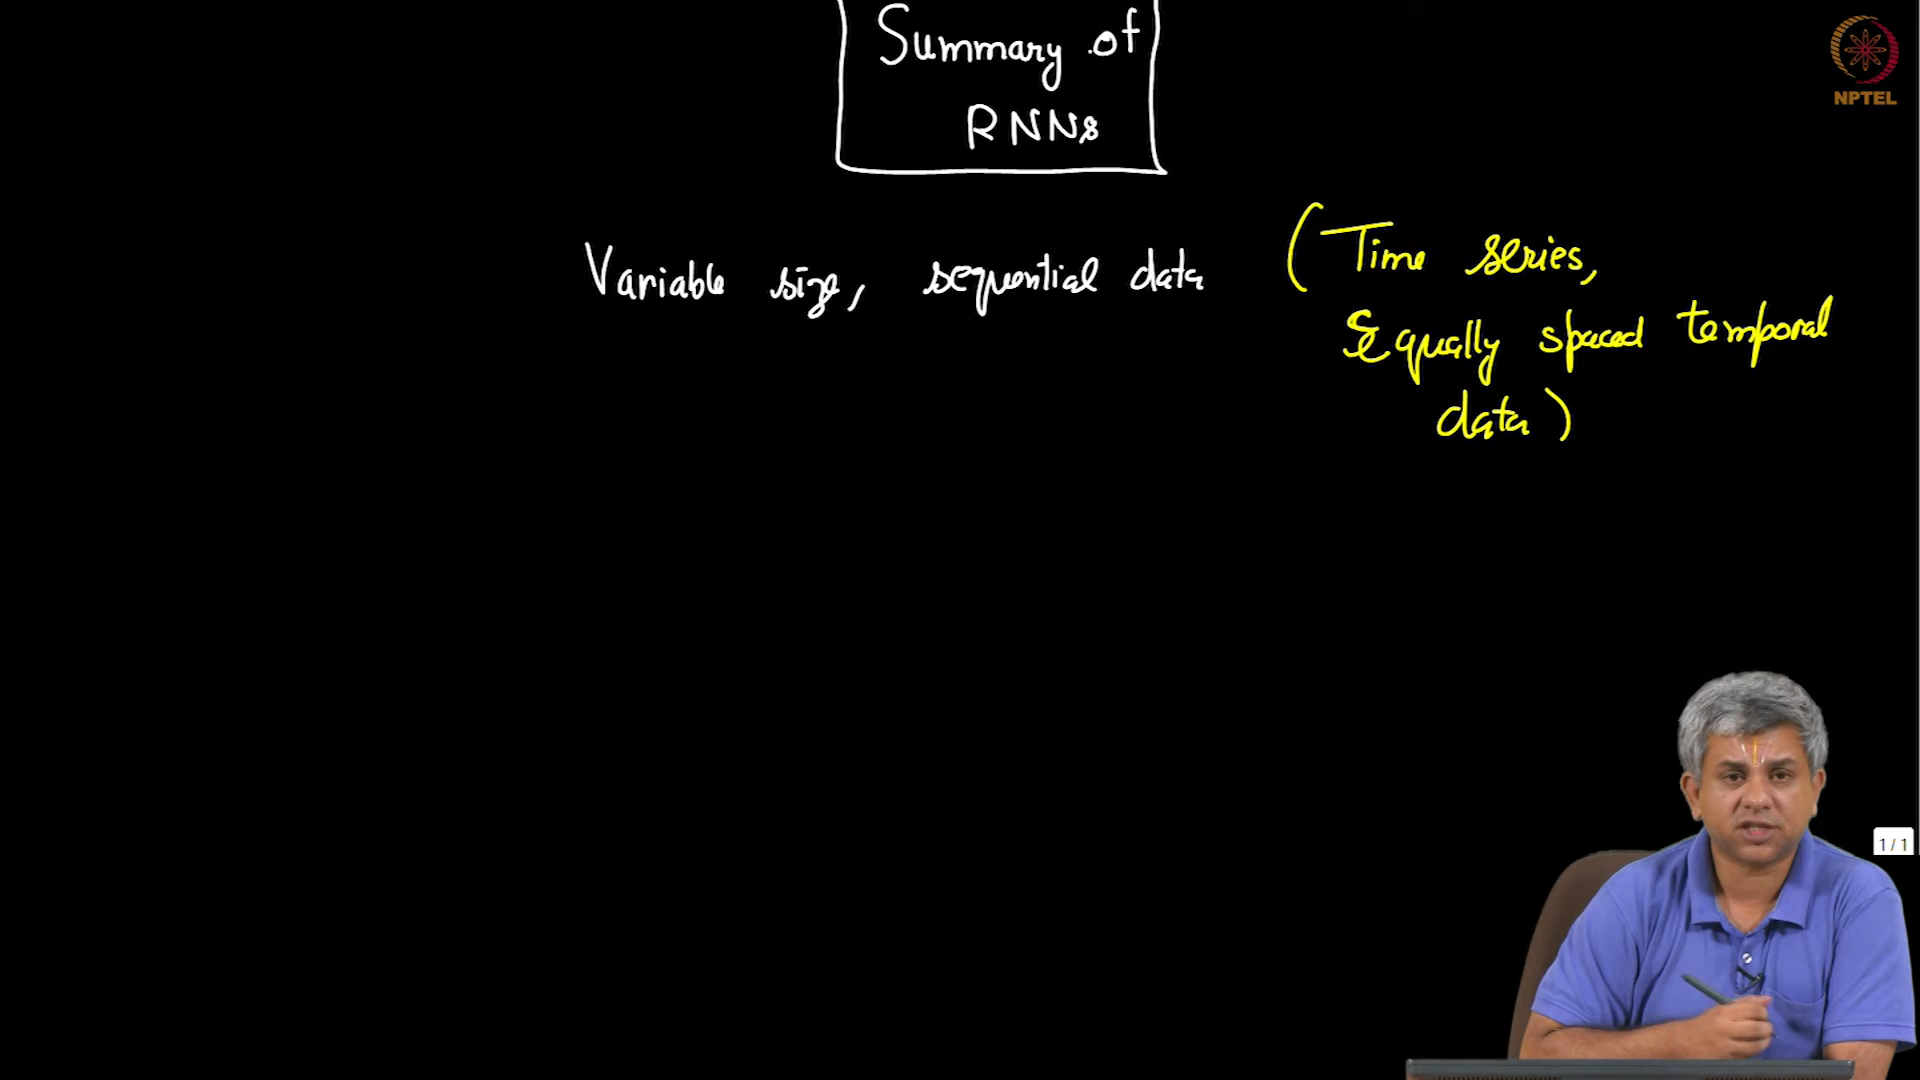 Summary of
RNNs
NPTEL
Variable size, sequential data (Time series,
Equally spaced temporal
data)
1/1